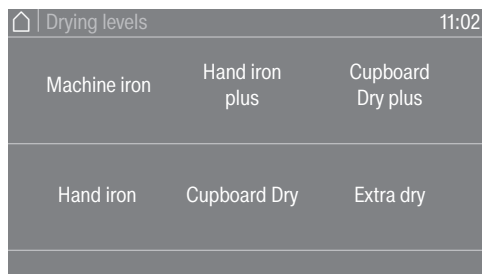 Drying levels 11:02
Machine iron
Hand iron
plus
Cupboard
Dry plus
Hand iron
Cupboard Dry
Extra dry